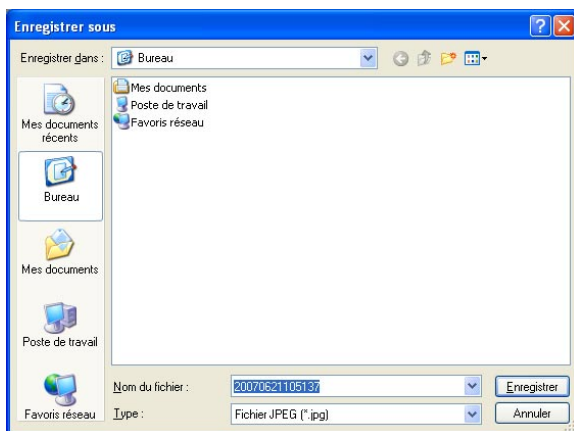 Enregistrer sous
Enregistrer dans :
Bureau
Mes documents récents
Bureau
Mes documents
Poste de travail
Favoris réseau
Mes documents
Poste de travail
Favoris réseau
Nom du fichier :
20070621105137
Enregistrer
Type :
Fichier JPEG (*.jpg)
Annuler